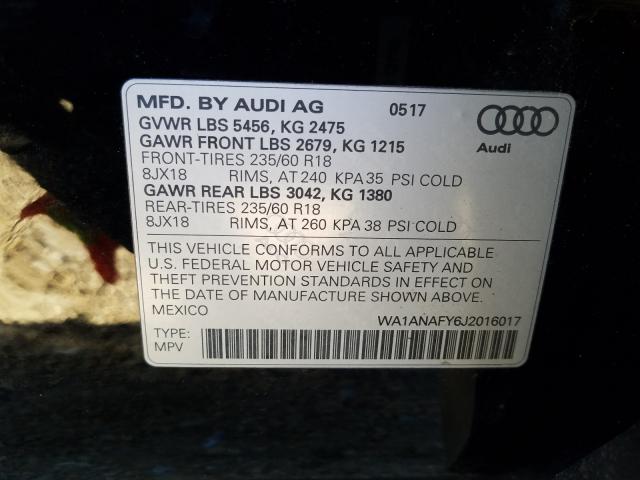 MFD. BY AUDI AG 0517
GVWR LBS 5456, KG 2475
GAWR FRONT LBS 2679, KG 1215
FRONT-TIRES 235/60 R18
8JX18 RIMS, AT 240 KPA 35 PSI COLD
GAWR REAR LBS 3042, KG 1380
REAR-TIRES 235/60 R18
8JX18 RIMS, AT 260 KPA 38 PSI COLD
Audi
THIS VEHICLE CONFORMS TO ALL APPLICABLE
U.S. FEDERAL MOTOR VEHICLE SAFETY AND
THEFT PREVENTION STANDARDS IN EFFECT ON
THE DATE OF MANUFACTURE SHOWN ABOVE.
MEXICO WA1ANAFY6J2016017
TYPE:
MPV